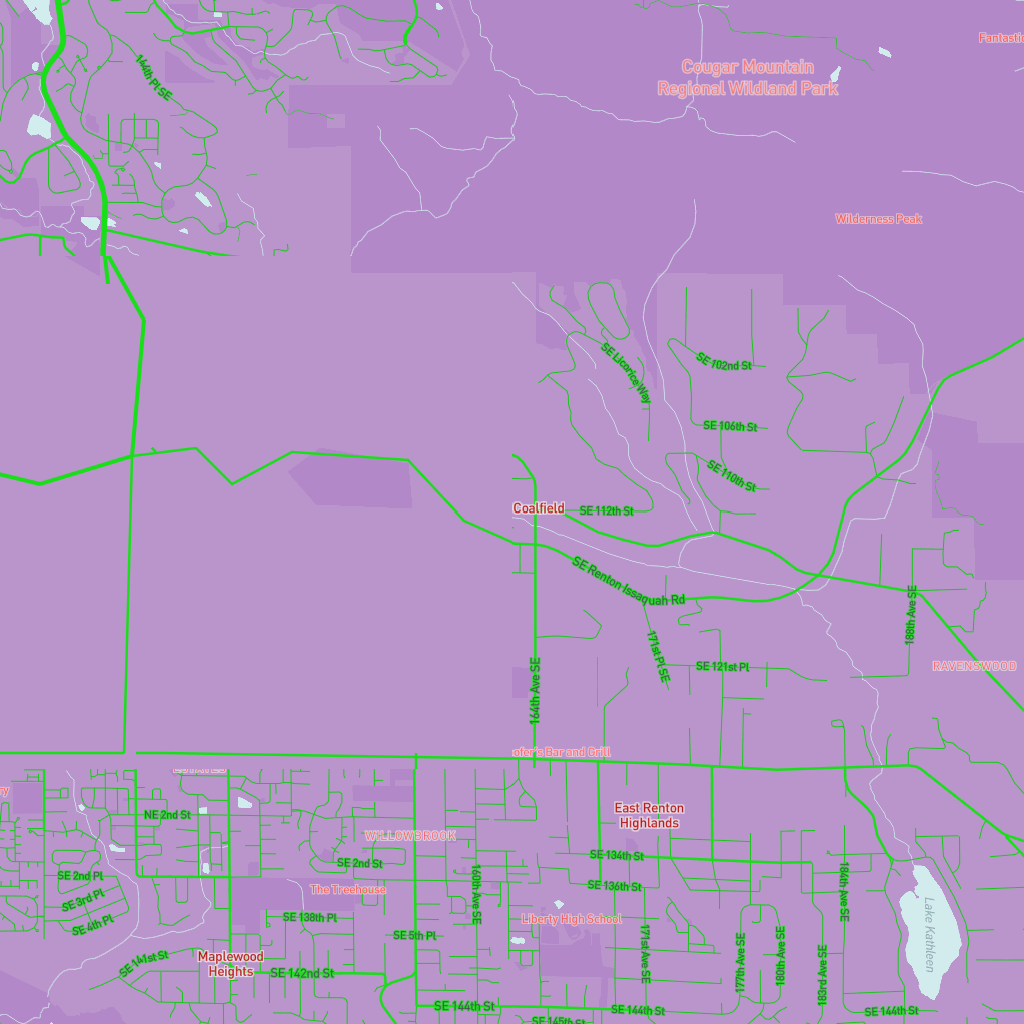 Fantastic
Cougar Mountain
Regional Wildland Park
144th Pl SE
Wilderness Peak
SE Licorice Way
SE 102nd St
SE 106th St
SE 110th St
Coalfield
SE 112th St
SE Renton Issaquah Rd
188th Ave SE
171st Pl SE
SE 121st Pl
RAVENSWOOD
164th Ave SE
ofer's Bar and Grill
ry
NE 2nd St
East Renton
Highlands
WILLOWBROOK
SE 134th St
SE 2nd St
SE 2nd Pl
SE 136th St
160th Ave SE
184th Ave SE
The Treehouse
SE 3rd Pl
SE 138th Pl
Liberty High School
SE 4th Pl
SE 5th Pl
Lake Kathleen
171st Ave SE
177th Ave SE
180th Ave SE
183rd Ave SE
SE 141st St
Maplewood
Heights
SE 142nd St
SE 144th St
SE 144th St
SE 144th St
SE 145th St